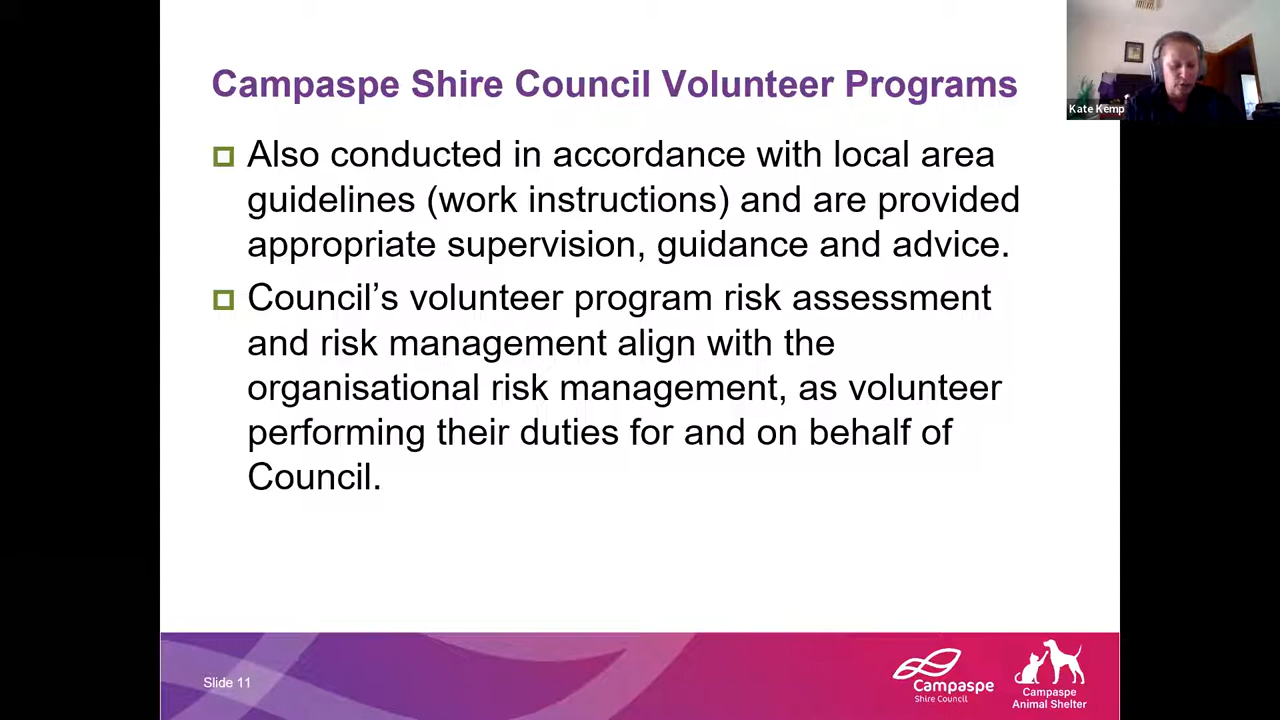 Campaspe Shire Council Volunteer Programs
Kate Kemp
Also conducted in accordance with local area
guidelines (work instructions) and are provided
appropriate supervision, guidance and advice.
Council’s volunteer program risk assessment
and risk management align with the
organisational risk management, as volunteer
performing their duties for and on behalf of
Council.
Slide 11
Campaspe
Shire Council
Campaspe
Animal Shelter